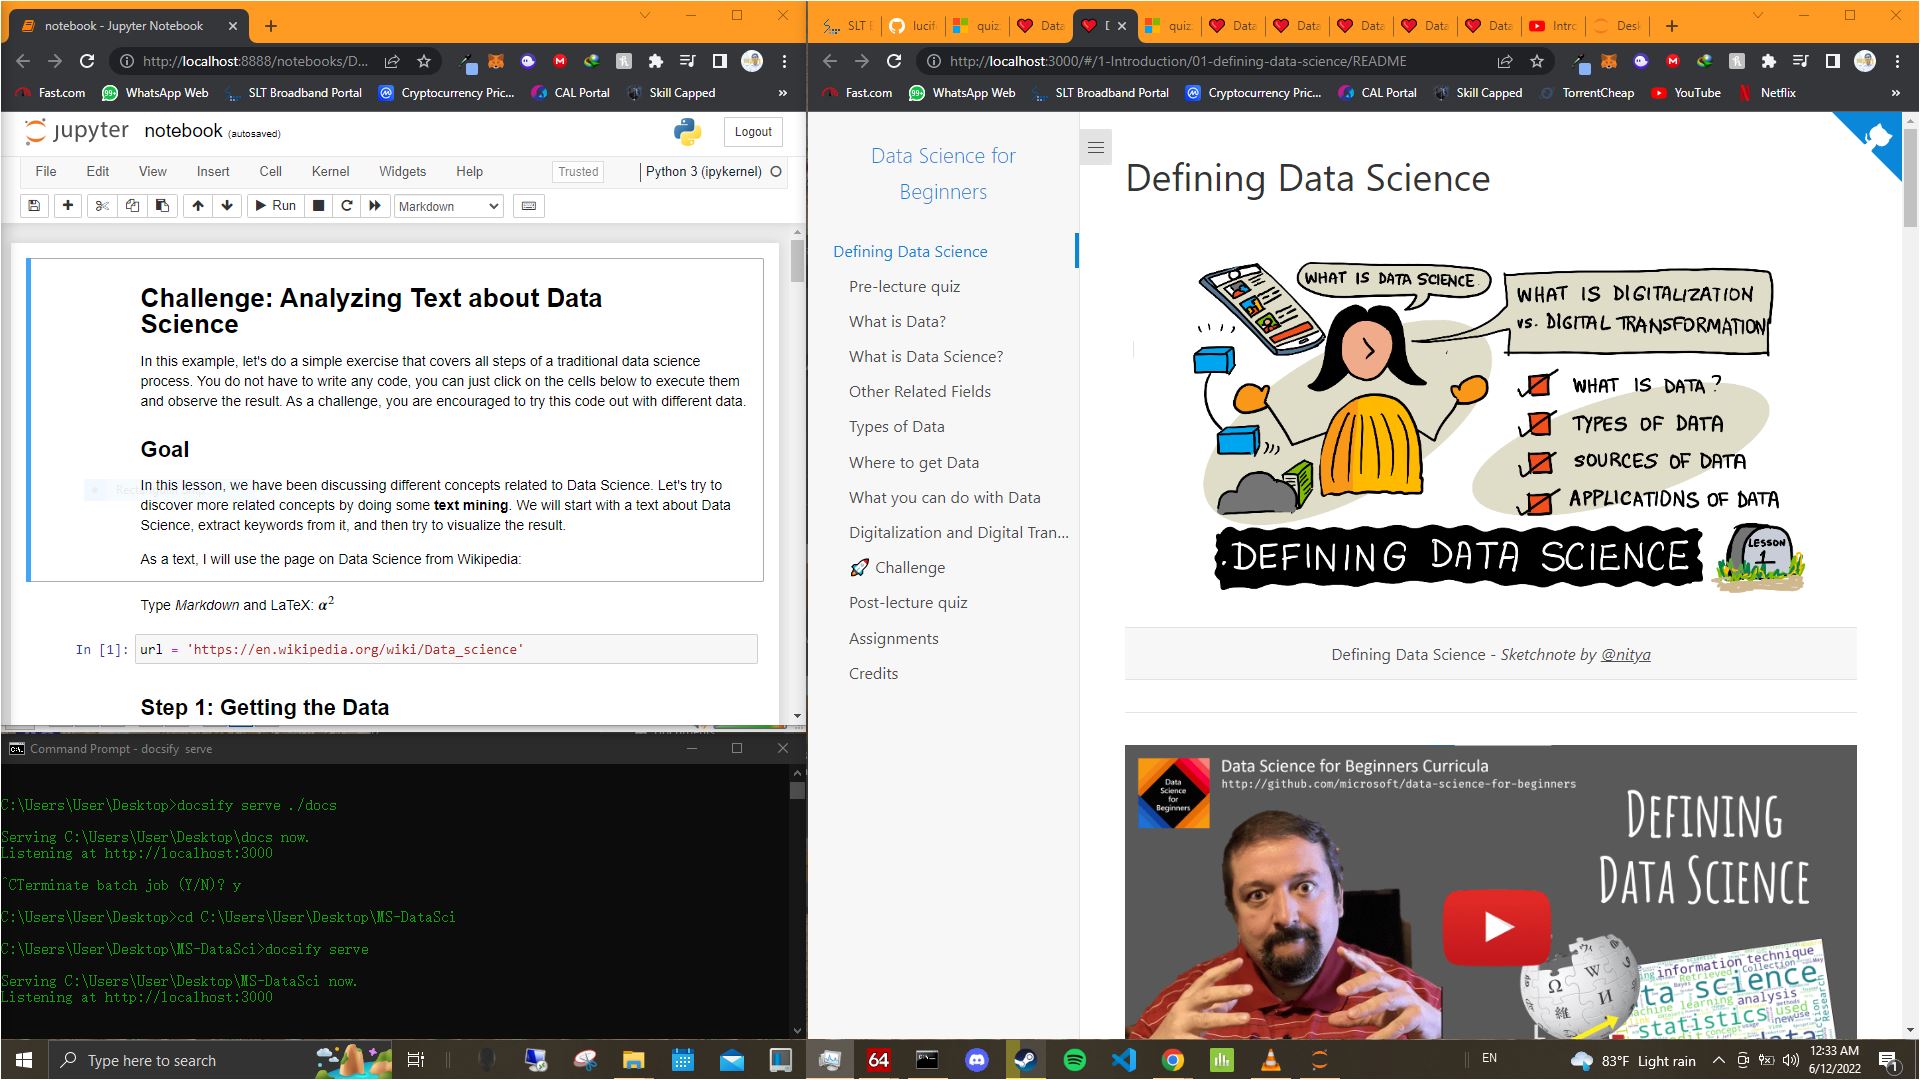 notebook - Jupyter Notebook
http://localhost:8888/notebooks/D...
Fast.com WhatsApp Web SLT Broadband Portal Cryptocurrency Pric... CAL Portal Skill Capped »
jupyter notebook (autosaved) Logout
File Edit View Insert Cell Kernel Widgets Help Trusted Python 3 (ipykernel)
Run Markdown
Challenge: Analyzing Text about Data
Science
In this example, let's do a simple exercise that covers all steps of a traditional data science
process. You do not have to write any code, you can just click on the cells below to execute them
and observe the result. As a challenge, you are encouraged to try this code out with different data.
Goal
In this lesson, we have been discussing different concepts related to Data Science. Let's try to
discover more related concepts by doing some text mining. We will start with a text about Data
Science, extract keywords from it, and then try to visualize the result.
As a text, I will use the page on Data Science from Wikipedia:
Type Markdown and LaTeX: α²
In [1]: url = 'https://en.wikipedia.org/wiki/Data_science'
Step 1: Getting the Data
Command Prompt - docsify serve
C:\Users\User\Desktop>docsify serve ./docs
Serving C:\Users\User\Desktop\docs now.
Listening at http://localhost:3000
^CTerminate batch job (Y/N)? y
C:\Users\User\Desktop>cd C:\Users\User\Desktop\MS-DataSci
C:\Users\User\Desktop\MS-DataSci>docsify serve
Serving C:\Users\User\Desktop\MS-DataSci now.
Listening at http://localhost:3000
SLT E lucife quiz Data D quiz Data Data Data Data Data Intro Desk
http://localhost:3000/#/1-Introduction/01-defining-data-science/README
Fast.com WhatsApp Web SLT Broadband Portal Cryptocurrency Pric... CAL Portal Skill Capped TorrentCheap YouTube Netflix »
Data Science for
Beginners
Defining Data Science
Pre-lecture quiz
What is Data?
What is Data Science?
Other Related Fields
Types of Data
Where to get Data
What you can do with Data
Digitalization and Digital Tran...
🚀 Challenge
Post-lecture quiz
Assignments
Credits
Defining Data Science
WHAT IS DATA SCIENCE
WHAT IS DIGITALIZATION
vs. DIGITAL TRANSFORMATION
WHAT IS DATA?
TYPES OF DATA
SOURCES OF DATA
APPLICATIONS OF DATA
.DEFINING DATA SCIENCE
LESSON
1
Defining Data Science - Sketchnote by @nitya
Data
Science
for
Beginners
Data Science for Beginners Curricula
http://github.com/microsoft/data-science-for-beginners
DEFINING
DATA SCIENCE
information technique
Retrieved Collection
data science
machine learning analysis
statistics used
Type here to search
64
EN
83°F Light rain
12:33 AM
6/12/2022
1